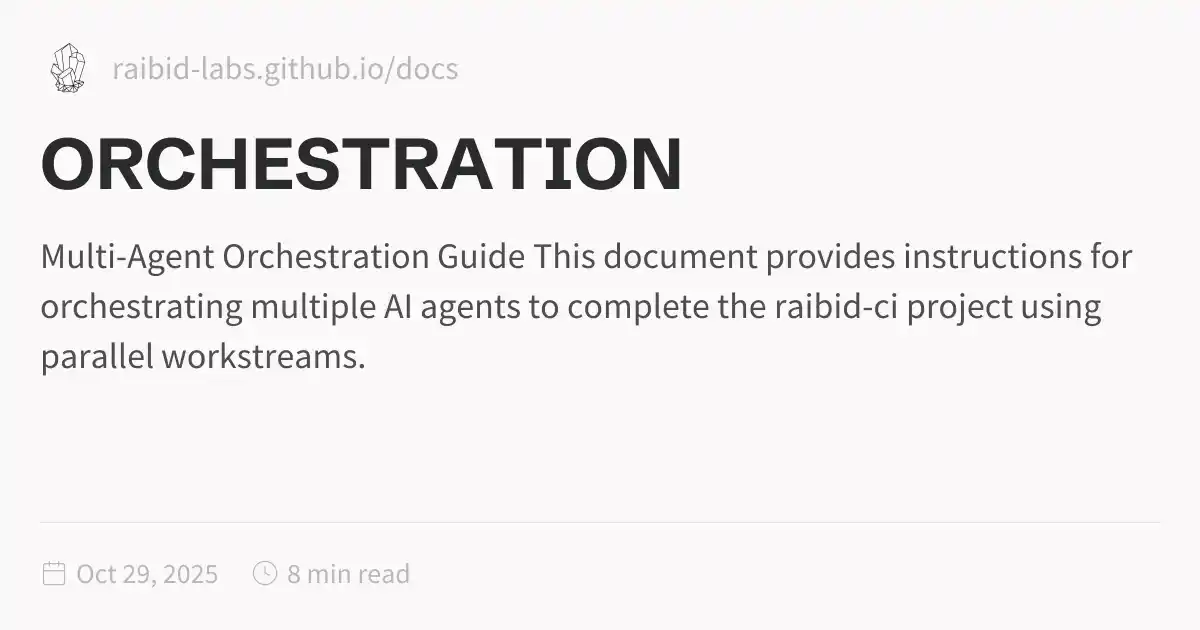 raibid-labs.github.io/docs
ORCHESTRATION
Multi-Agent Orchestration Guide This document provides instructions for
orchestrating multiple AI agents to complete the raibid-ci project using
parallel workstreams.
Oct 29, 2025 8 min read